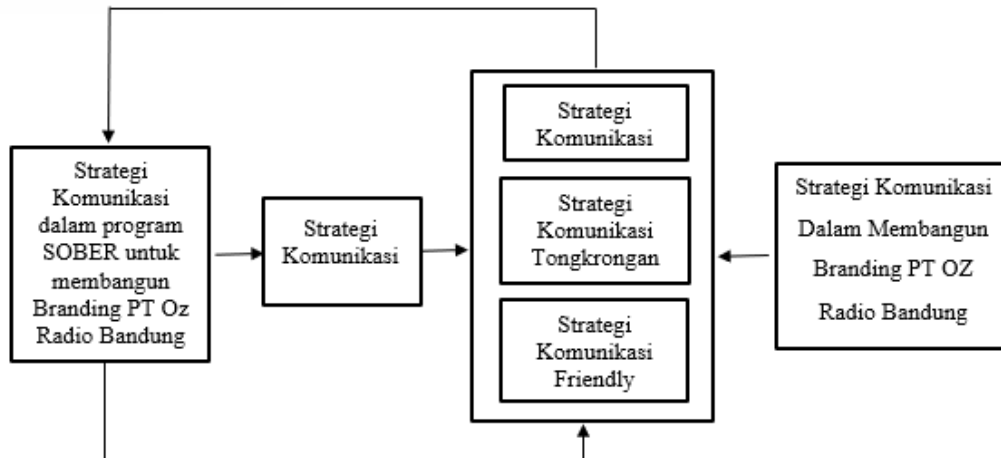 Strategi
Komunikasi
dalam program
SOBER untuk
membangun
Branding PT Oz
Radio Bandung
Strategi
Komunikasi
Strategi
Komunikasi
Strategi
Komunikasi
Tongkrongan
Strategi
Komunikasi
Friendly
Strategi Komunikasi
Dalam Membangun
Branding PT OZ
Radio Bandung